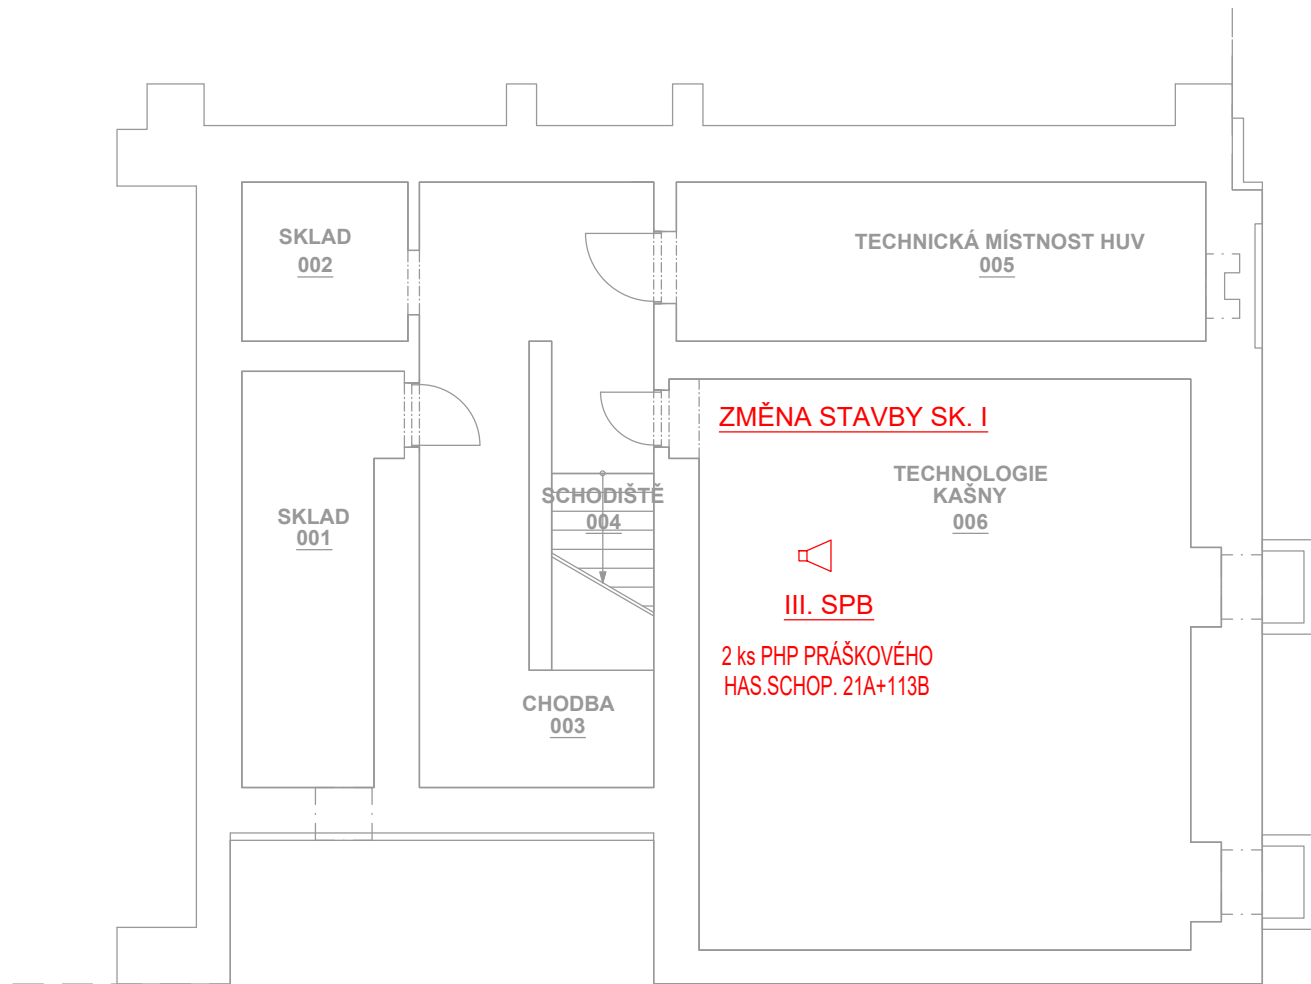 SKLAD
002
TECHNICKÁ MÍSTNOST HUV
005
ZMĚNA STAVBY SK. I
TECHNOLOGIE
KAŠNY
006
SCHODIŠTĚ
004
SKLAD
001
III. SPB
2 ks PHP PRÁŠKOVÉHO
HAS.SCHOP. 21A+113B
CHODBA
003